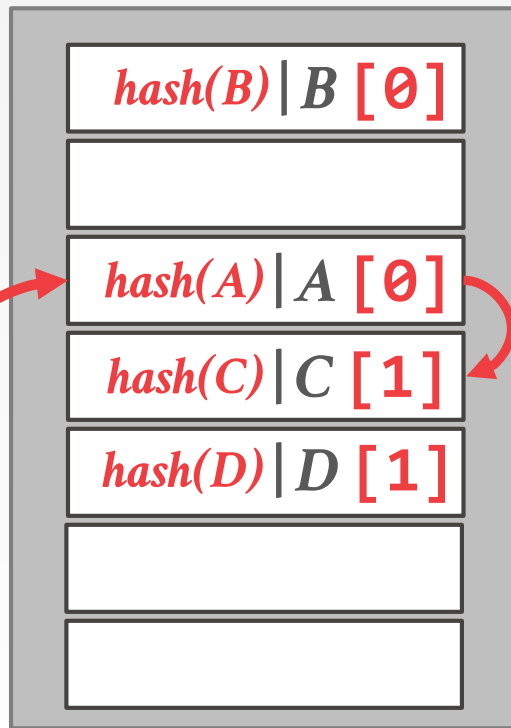 hash(B) | B [0]
hash(A) | A [0]
hash(C) | C [1]
hash(D) | D [1]